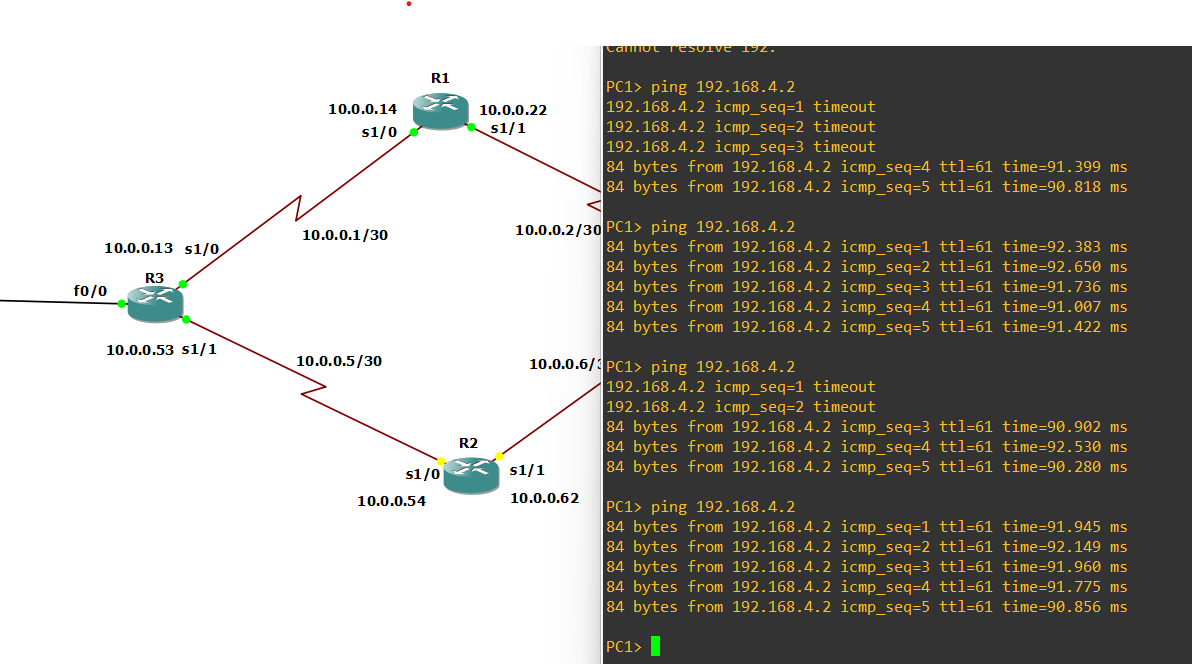 R1
10.0.0.14
10.0.0.22
s1/0
s1/1
10.0.0.1/30
10.0.0.2/30
10.0.0.13 s1/0
R3
f0/0
10.0.0.53 s1/1
10.0.0.5/30
10.0.0.6/3
R2
s1/0
s1/1
10.0.0.54
10.0.0.62
Cannot resolve 192.
PC1> ping 192.168.4.2
192.168.4.2 icmp_seq=1 timeout
192.168.4.2 icmp_seq=2 timeout
192.168.4.2 icmp_seq=3 timeout
84 bytes from 192.168.4.2 icmp_seq=4 ttl=61 time=91.399 ms
84 bytes from 192.168.4.2 icmp_seq=5 ttl=61 time=90.818 ms
PC1> ping 192.168.4.2
84 bytes from 192.168.4.2 icmp_seq=1 ttl=61 time=92.383 ms
84 bytes from 192.168.4.2 icmp_seq=2 ttl=61 time=92.650 ms
84 bytes from 192.168.4.2 icmp_seq=3 ttl=61 time=91.736 ms
84 bytes from 192.168.4.2 icmp_seq=4 ttl=61 time=91.007 ms
84 bytes from 192.168.4.2 icmp_seq=5 ttl=61 time=91.422 ms
PC1> ping 192.168.4.2
192.168.4.2 icmp_seq=1 timeout
192.168.4.2 icmp_seq=2 timeout
84 bytes from 192.168.4.2 icmp_seq=3 ttl=61 time=90.902 ms
84 bytes from 192.168.4.2 icmp_seq=4 ttl=61 time=92.530 ms
84 bytes from 192.168.4.2 icmp_seq=5 ttl=61 time=90.280 ms
PC1> ping 192.168.4.2
84 bytes from 192.168.4.2 icmp_seq=1 ttl=61 time=91.945 ms
84 bytes from 192.168.4.2 icmp_seq=2 ttl=61 time=92.149 ms
84 bytes from 192.168.4.2 icmp_seq=3 ttl=61 time=91.960 ms
84 bytes from 192.168.4.2 icmp_seq=4 ttl=61 time=91.775 ms
84 bytes from 192.168.4.2 icmp_seq=5 ttl=61 time=90.856 ms
PC1>